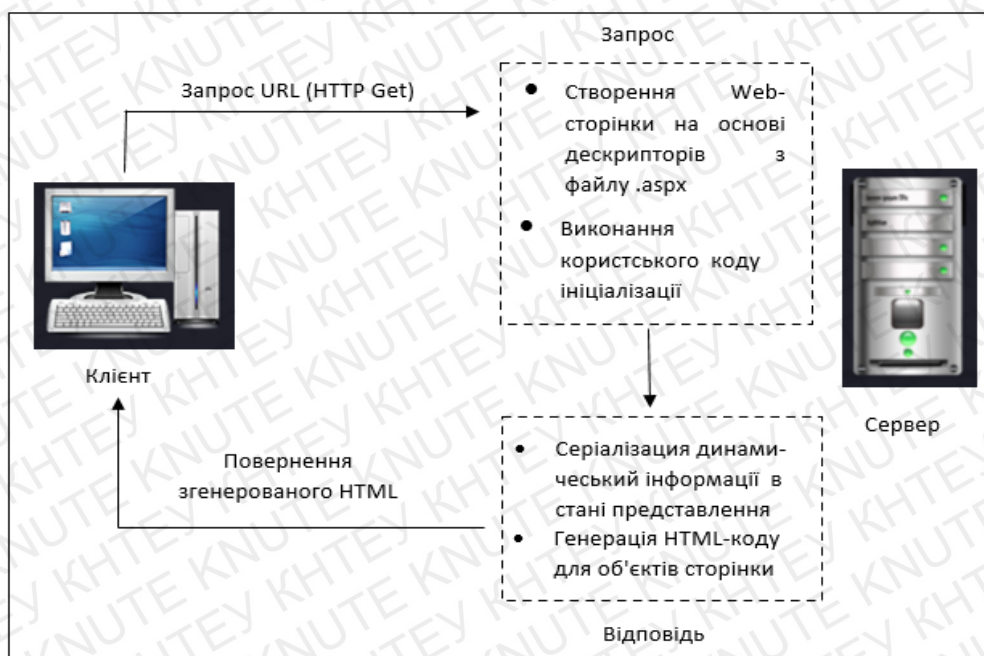 Запрос
Запрос URL (HTTP Get)
Створення Web-
сторінки на основі
дескрипторів з
файлу .aspx
Виконання
користського коду
ініціалізації
Клієнт
Сервер
Повернення
згенерованого HTML
Серіалізация динами-
чеський інформації в
стані представлення
Генерація HTML-коду
для об'єктів сторінки
Відповідь